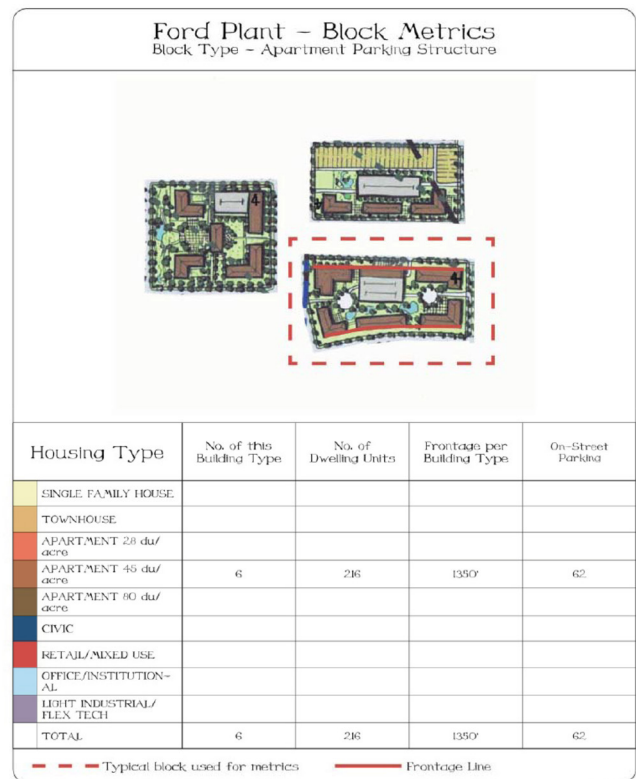 Ford Plant - Block Metrics
Block Type - Apartment Parking Structure
4
4
Housing Type
No. of this Building Type
No. of Dwelling Units
Frontage per Building Type
On-Street Parking
SINGLE FAMILY HOUSE
TOWNHOUSE
APARTMENT 28 du/
acre
APARTMENT 45 du/
acre
6 216 1350' 62
APARTMENT 80 du/
acre
CIVIC
RETAIL/MIXED USE
OFFICE/INSTITUTION-
AL
LIGHT INDUSTRIAL/
FLEX TECH
TOTAL 6 216 1350' 62
Typical block used for metrics
Frontage Line